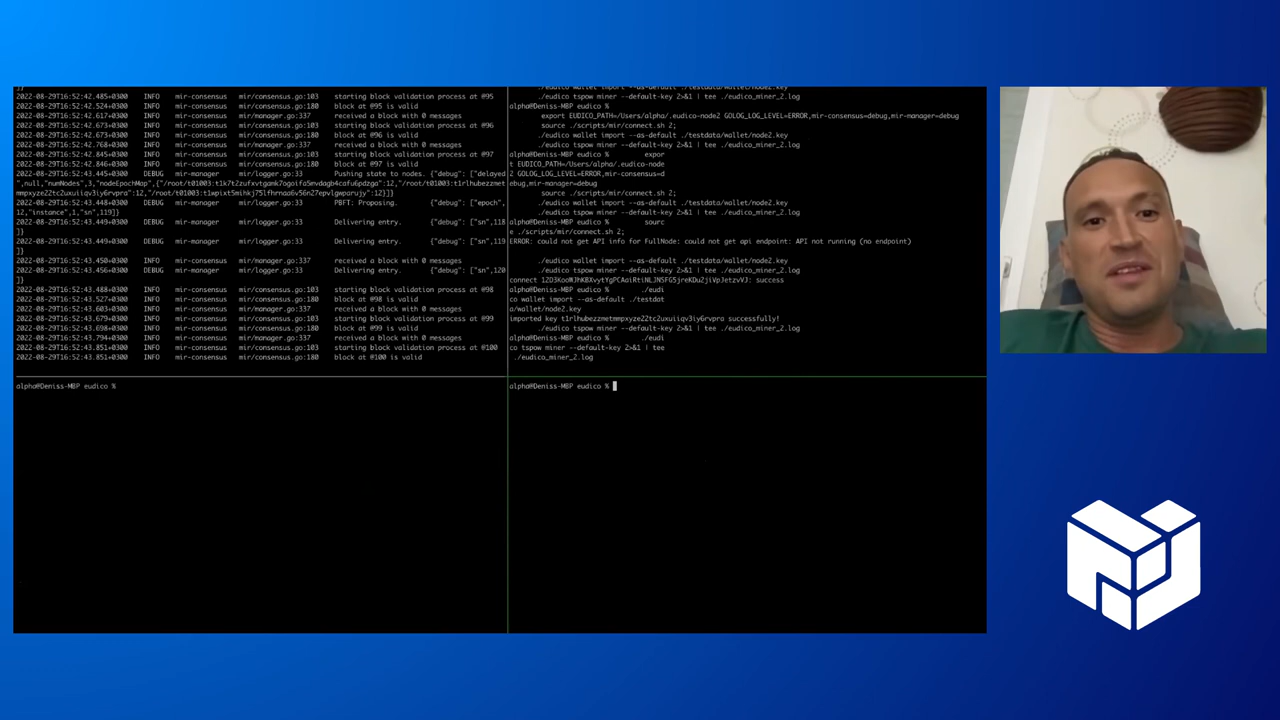 ]}
2022-08-29T16:52:42.485+0300 INFO mir-consensus mir/consensus.go:103 starting block validation process at @95
2022-08-29T16:52:42.524+0300 INFO mir-consensus mir/consensus.go:180 block at @95 is valid
2022-08-29T16:52:42.617+0300 INFO mir-manager mir/manager.go:337 received a block with 0 messages
2022-08-29T16:52:42.673+0300 INFO mir-consensus mir/consensus.go:103 starting block validation process at @96
2022-08-29T16:52:42.673+0300 INFO mir-consensus mir/consensus.go:180 block at @96 is valid
2022-08-29T16:52:42.768+0300 INFO mir-manager mir/manager.go:337 received a block with 0 messages
2022-08-29T16:52:42.845+0300 INFO mir-consensus mir/consensus.go:103 starting block validation process at @97
2022-08-29T16:52:42.846+0300 INFO mir-consensus mir/consensus.go:180 block at @97 is valid
2022-08-29T16:52:43.445+0300 DEBUG mir-manager mir/logger.go:33 Pushing state to nodes. {"debug": ["delayed
2022-08-29T16:52:43.448+0300 DEBUG mir-manager mir/logger.go:33 PBFT: Proposing. {"debug": ["epoch",
12,"instance",1,"sn",119]}
2022-08-29T16:52:43.449+0300 DEBUG mir-manager mir/logger.go:33 Delivering entry. {"debug": ["sn",118
]}
2022-08-29T16:52:43.449+0300 DEBUG mir-manager mir/logger.go:33 Delivering entry. {"debug": ["sn",119
]}
2022-08-29T16:52:43.450+0300 INFO mir-manager mir/manager.go:337 received a block with 0 messages
2022-08-29T16:52:43.456+0300 DEBUG mir-manager mir/logger.go:33 Delivering entry. {"debug": ["sn",120
]}
2022-08-29T16:52:43.488+0300 INFO mir-consensus mir/consensus.go:103 starting block validation process at @98
2022-08-29T16:52:43.527+0300 INFO mir-consensus mir/consensus.go:180 block at @98 is valid
2022-08-29T16:52:43.603+0300 INFO mir-manager mir/manager.go:337 received a block with 0 messages
2022-08-29T16:52:43.679+0300 INFO mir-consensus mir/consensus.go:103 starting block validation process at @99
2022-08-29T16:52:43.698+0300 INFO mir-consensus mir/consensus.go:180 block at @99 is valid
2022-08-29T16:52:43.794+0300 INFO mir-manager mir/manager.go:337 received a block with 0 messages
2022-08-29T16:52:43.851+0300 INFO mir-consensus mir/consensus.go:103 starting block validation process at @100
2022-08-29T16:52:43.851+0300 INFO mir-consensus mir/consensus.go:180 block at @100 is valid
./eudico wallet import --as-default ./testdata/wallet/node2.key
./eudico tspow miner --default-key 2>&1 | tee ./eudico_miner_2.log
alpha@Deniss-MBP eudico %
export EUDICO_PATH=/Users/alpha/.eudico-node2 GOLOG_LOG_LEVEL=ERROR,mir-consensus=debug,mir-manager=debug
source ./scripts/mir/connect.sh 2;
./eudico wallet import --as-default ./testdata/wallet/node2.key
./eudico tspow miner --default-key 2>&1 | tee ./eudico_miner_2.log
alpha@Deniss-MBP eudico % expor
t EUDICO_PATH=/Users/alpha/.eudico-node
2 GOLOG_LOG_LEVEL=ERROR,mir-consensus=d
ebug,mir-manager=debug
source ./scripts/mir/connect.sh 2;
./eudico wallet import --as-default ./testdata/wallet/node2.key
./eudico tspow miner --default-key 2>&1 | tee ./eudico_miner_2.log
alpha@Deniss-MBP eudico % sourc
e ./scripts/mir/connect.sh 2;
ERROR: could not get API info for FullNode: could not get api endpoint: API not running (no endpoint)
./eudico wallet import --as-default ./testdata/wallet/node2.key
./eudico tspow miner --default-key 2>&1 | tee ./eudico_miner_2.log
alpha@Deniss-MBP eudico % ./eudi
co wallet import --as-default ./testdat
a/wallet/node2.key
./eudico tspow miner --default-key 2>&1 | tee ./eudico_miner_2.log
alpha@Deniss-MBP eudico % ./eudi
co tspow miner --default-key 2>&1 | tee
./eudico_miner_2.log
alpha@Deniss-MBP eudico %
alpha@Deniss-MBP eudico %